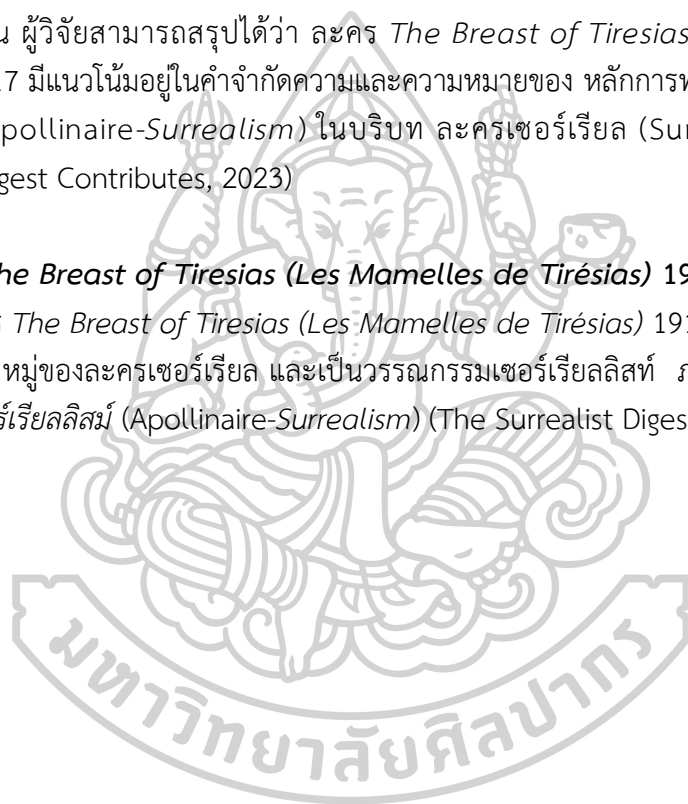 น ผู้วิจัยสามารถสรุปได้ว่า ละคร The Breast of Tiresias
.7 มีแนวโน้มอยู่ในคำจำกัดความและความหมายของ หลักการ
pollinaire-Surrealism) ในบริบท ละครเซอร์เรียล (Sur
gest Contributes, 2023)
he Breast of Tiresias (Les Mamelles de Tirésias) 19
The Breast of Tiresias (Les Mamelles de Tirésias) 191
หมู่ของละครเซอร์เรียล และเป็นวรรณกรรมเซอร์เรียลลิสท์ ภ
ร์เรียลลิสม์ (Apollinaire-Surrealism) (The Surrealist Diges
มหาวิทยาลัยศิลปากร